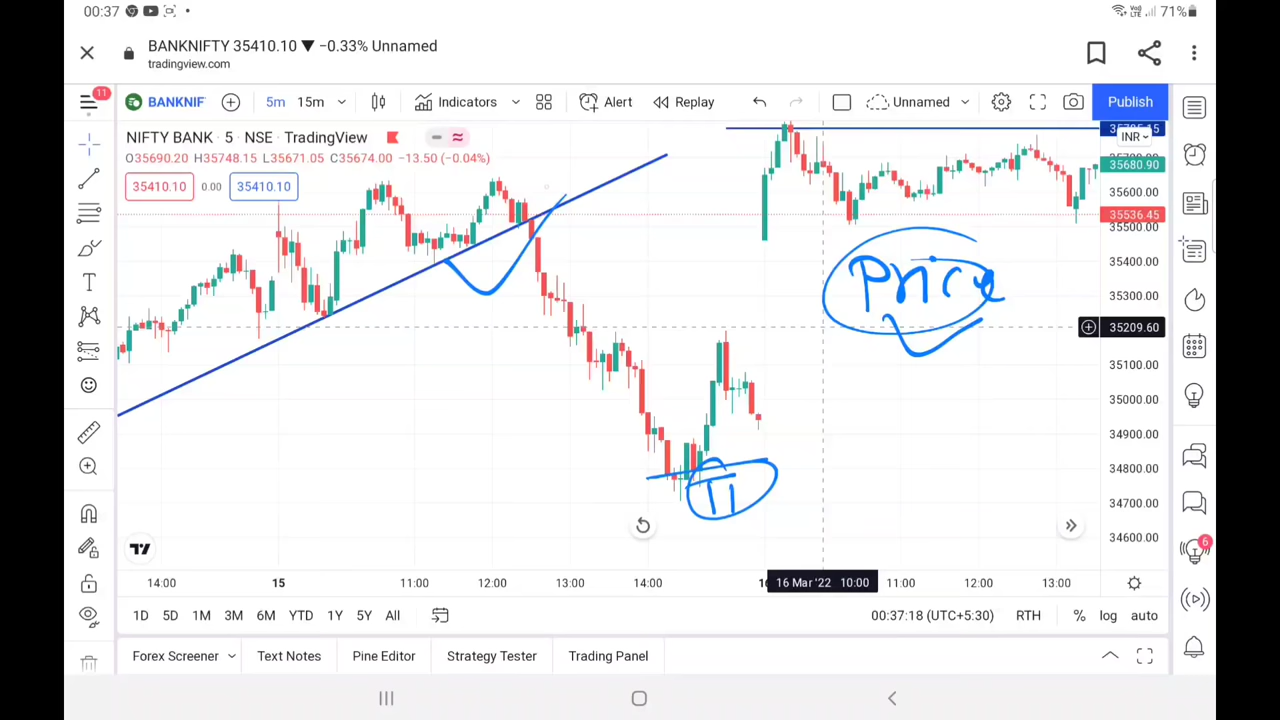 00:37
71%
BANKNIFTY 35410.10 ▼ −0.33% Unnamed
tradingview.com
11
BANKNIF
5m
15m
Indicators
Alert
Replay
Unnamed
Publish
NIFTY BANK · 5 · NSE · TradingView
O35690.20 H35748.15 L35671.05 C35674.00 −13.50 (−0.04%)
35410.10
0.00
35410.10
INR
35680.90
35600.00
35536.45
35500.00
35400.00
35300.00
35209.60
35100.00
35000.00
34900.00
34800.00
34700.00
34600.00
Price
14:00
15
11:00
12:00
13:00
14:00
16 Mar '22 10:00
11:00
12:00
13:00
6
1D
5D
1M
3M
6M
YTD
1Y
5Y
All
00:37:18 (UTC+5:30)
RTH
%
log
auto
Forex Screener
Text Notes
Pine Editor
Strategy Tester
Trading Panel